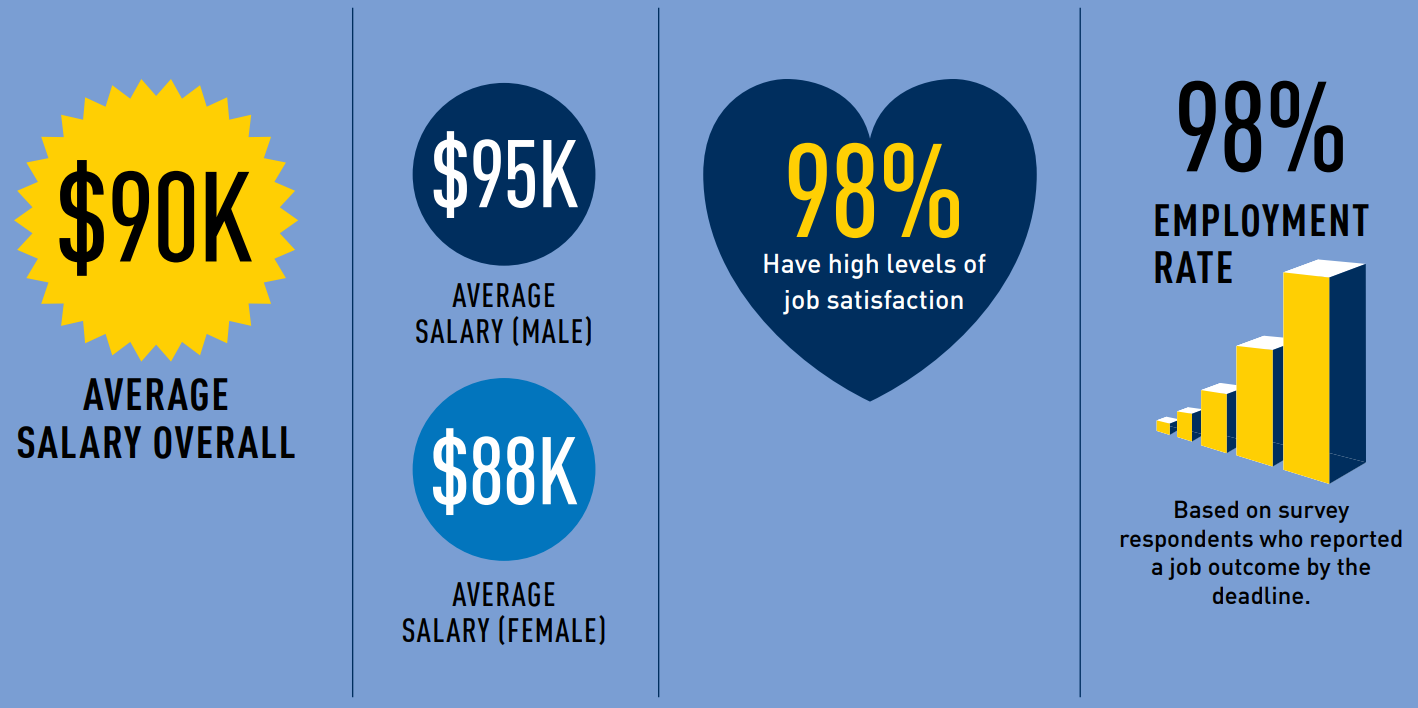 $90K
AVERAGE
SALARY OVERALL
$95K
AVERAGE
SALARY (MALE)
$88K
AVERAGE
SALARY (FEMALE)
98%
Have high levels of
job satisfaction
98%
EMPLOYMENT
RATE
Based on survey
respondents who reported
a job outcome by the
deadline.